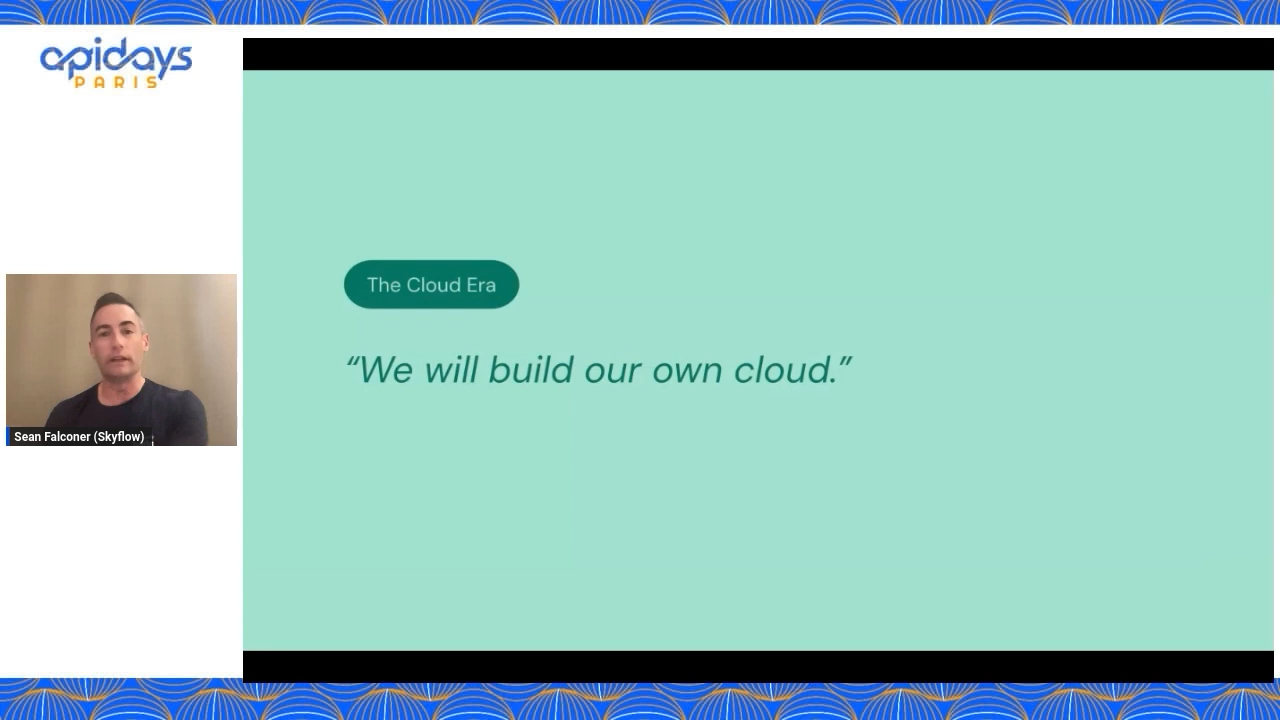 apidays
PARIS
The Cloud Era
“We will build our own cloud.”
Sean Falconer (Skyflow)